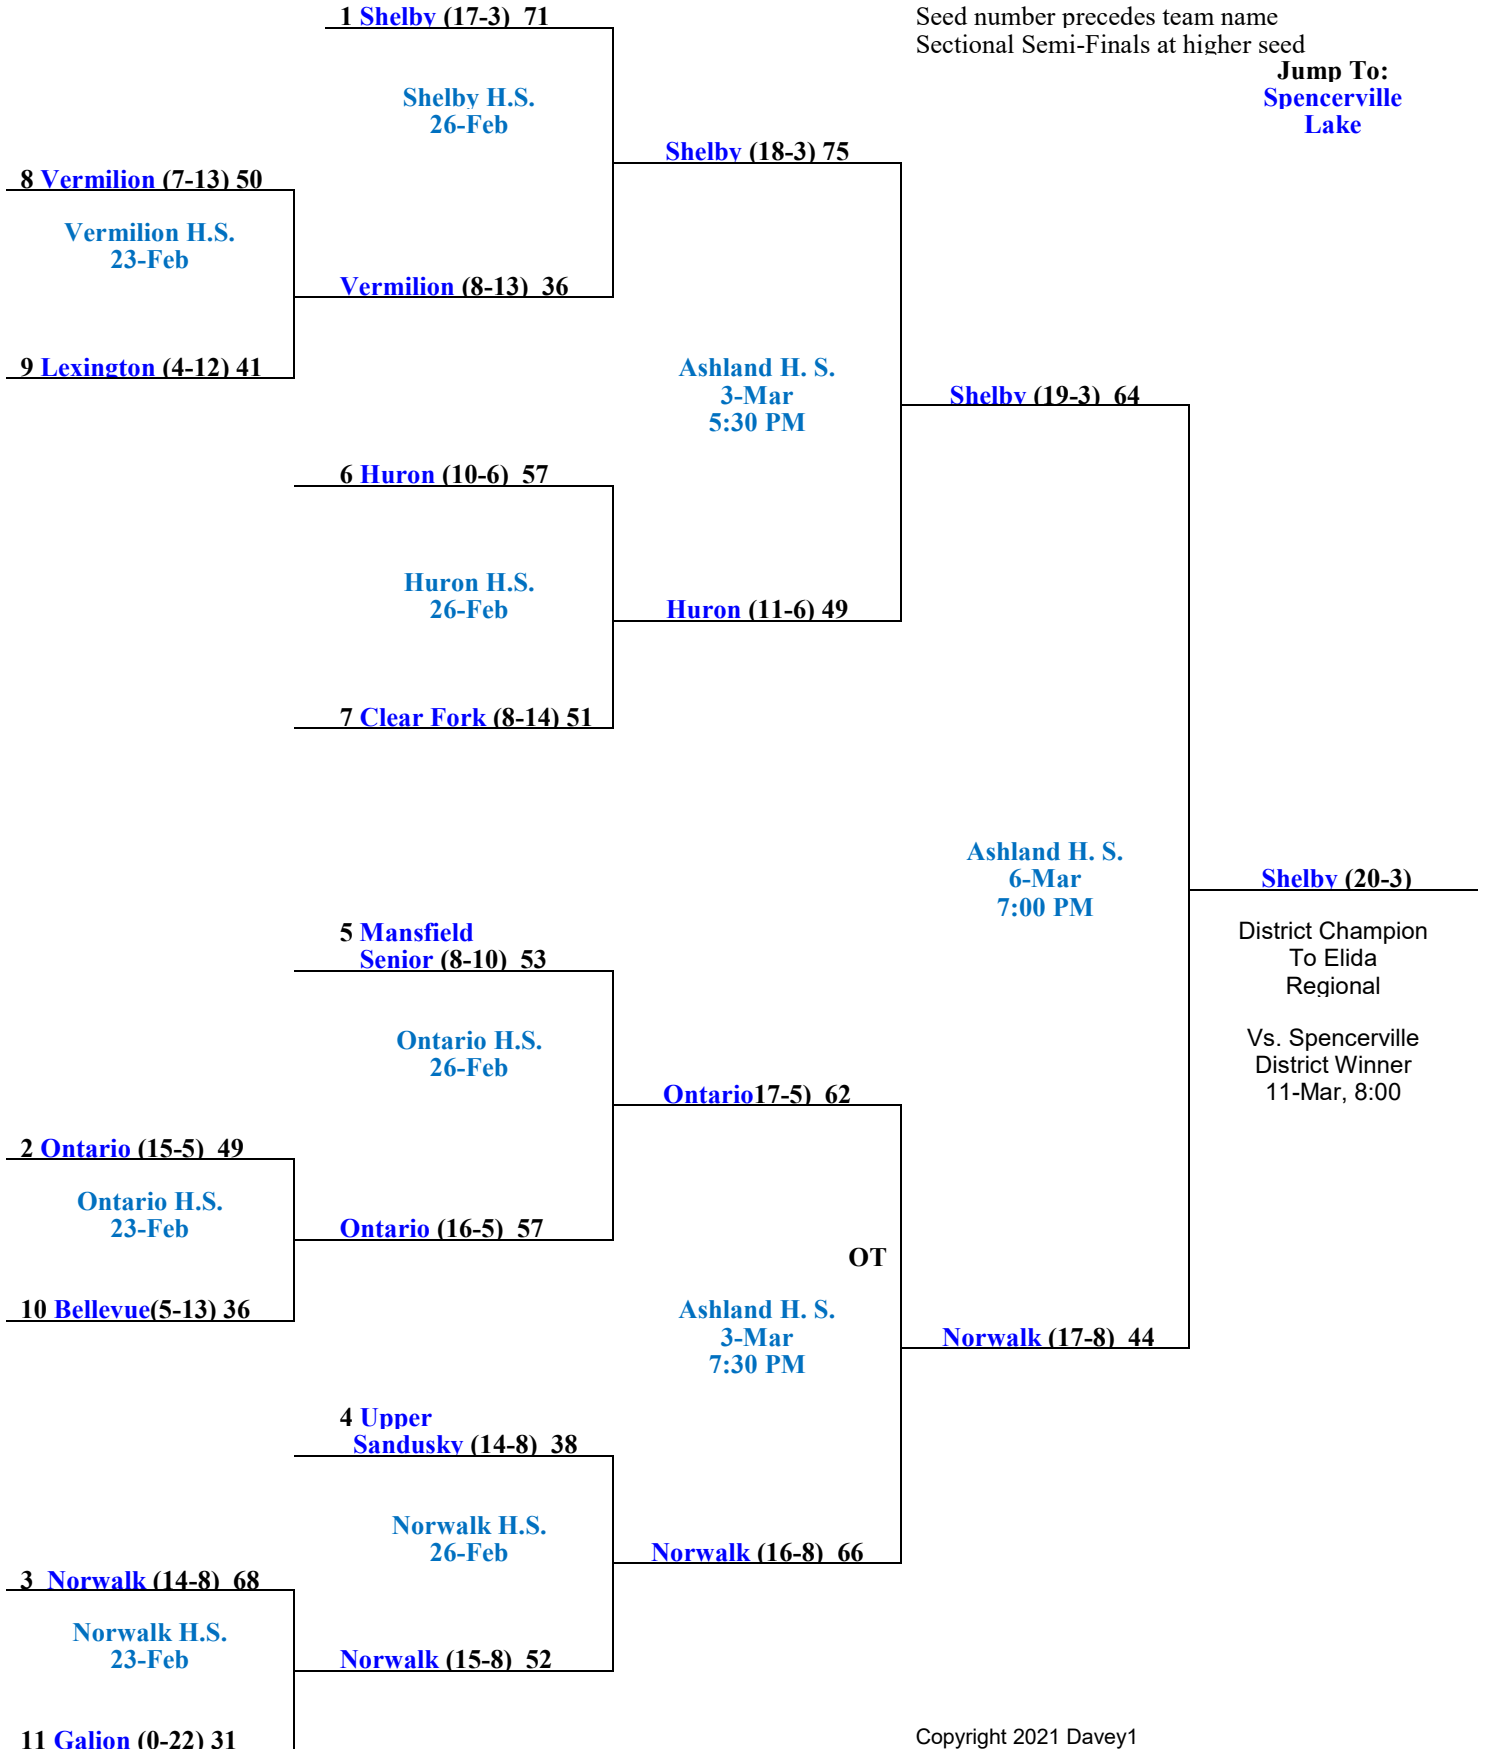 1 Shelby (17-3) 71
Seed number precedes team name
Sectional Semi-Finals at higher seed
Jump To:
Spencerville
Lake
Shelby H.S.
26-Feb
Shelby (18-3) 75
8 Vermilion (7-13) 50
Vermilion H.S.
23-Feb
Vermilion (8-13) 36
9 Lexington (4-12) 41
Ashland H. S.
3-Mar
5:30 PM
Shelby (19-3) 64
6 Huron (10-6) 57
Huron H.S.
26-Feb
Huron (11-6) 49
7 Clear Fork (8-14) 51
Ashland H. S.
6-Mar
7:00 PM
Shelby (20-3)
District Champion
To Elida
Regional
Vs. Spencerville
District Winner
11-Mar, 8:00
5 Mansfield
Senior (8-10) 53
Ontario H.S.
26-Feb
Ontario17-5) 62
2 Ontario (15-5) 49
Ontario H.S.
23-Feb
Ontario (16-5) 57
OT
10 Bellevue(5-13) 36
Ashland H. S.
3-Mar
7:30 PM
Norwalk (17-8) 44
4 Upper
Sandusky (14-8) 38
Norwalk H.S.
26-Feb
Norwalk (16-8) 66
3 Norwalk (14-8) 68
Norwalk H.S.
23-Feb
Norwalk (15-8) 52
11 Galion (0-22) 31
Copyright 2021 Davey1